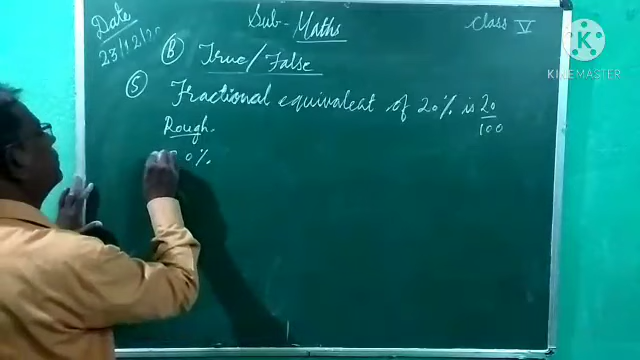 Date
23/12/20
Sub- Maths
Class V
(B) True/False
(5) Fractional equivalent of 20% is 20/100
Rough.
20%
K
KINEMASTER